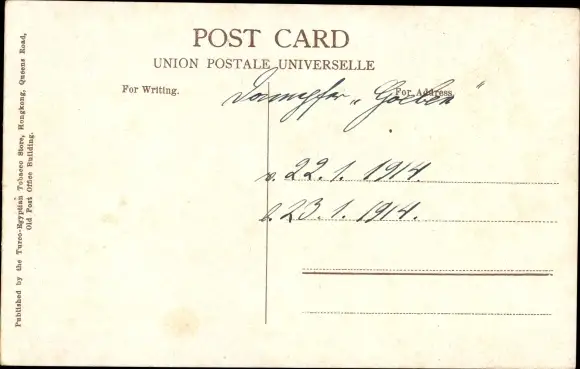 POST CARD
UNION POSTALE UNIVERSELLE
For Writing.
For Address.
Dampfer „Goeben"
v. 22. 1. 1914
b. 23. 1. 1914.
Published by the Turco-Egyptian Tobacco Store, Hongkong, Queens Road,
Old Post Office Building.